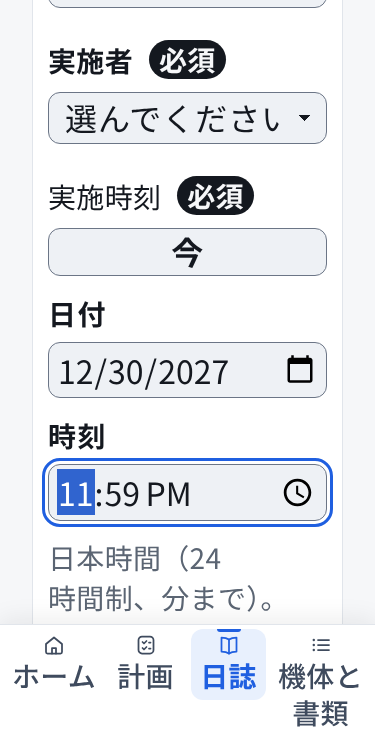 実施者 必須
選んでください
実施時刻 必須
今
日付
12/30/2027
時刻
11:59 PM
日本時間（24
時間制、分まで）。
ホーム 計画 日誌 機体と
書類